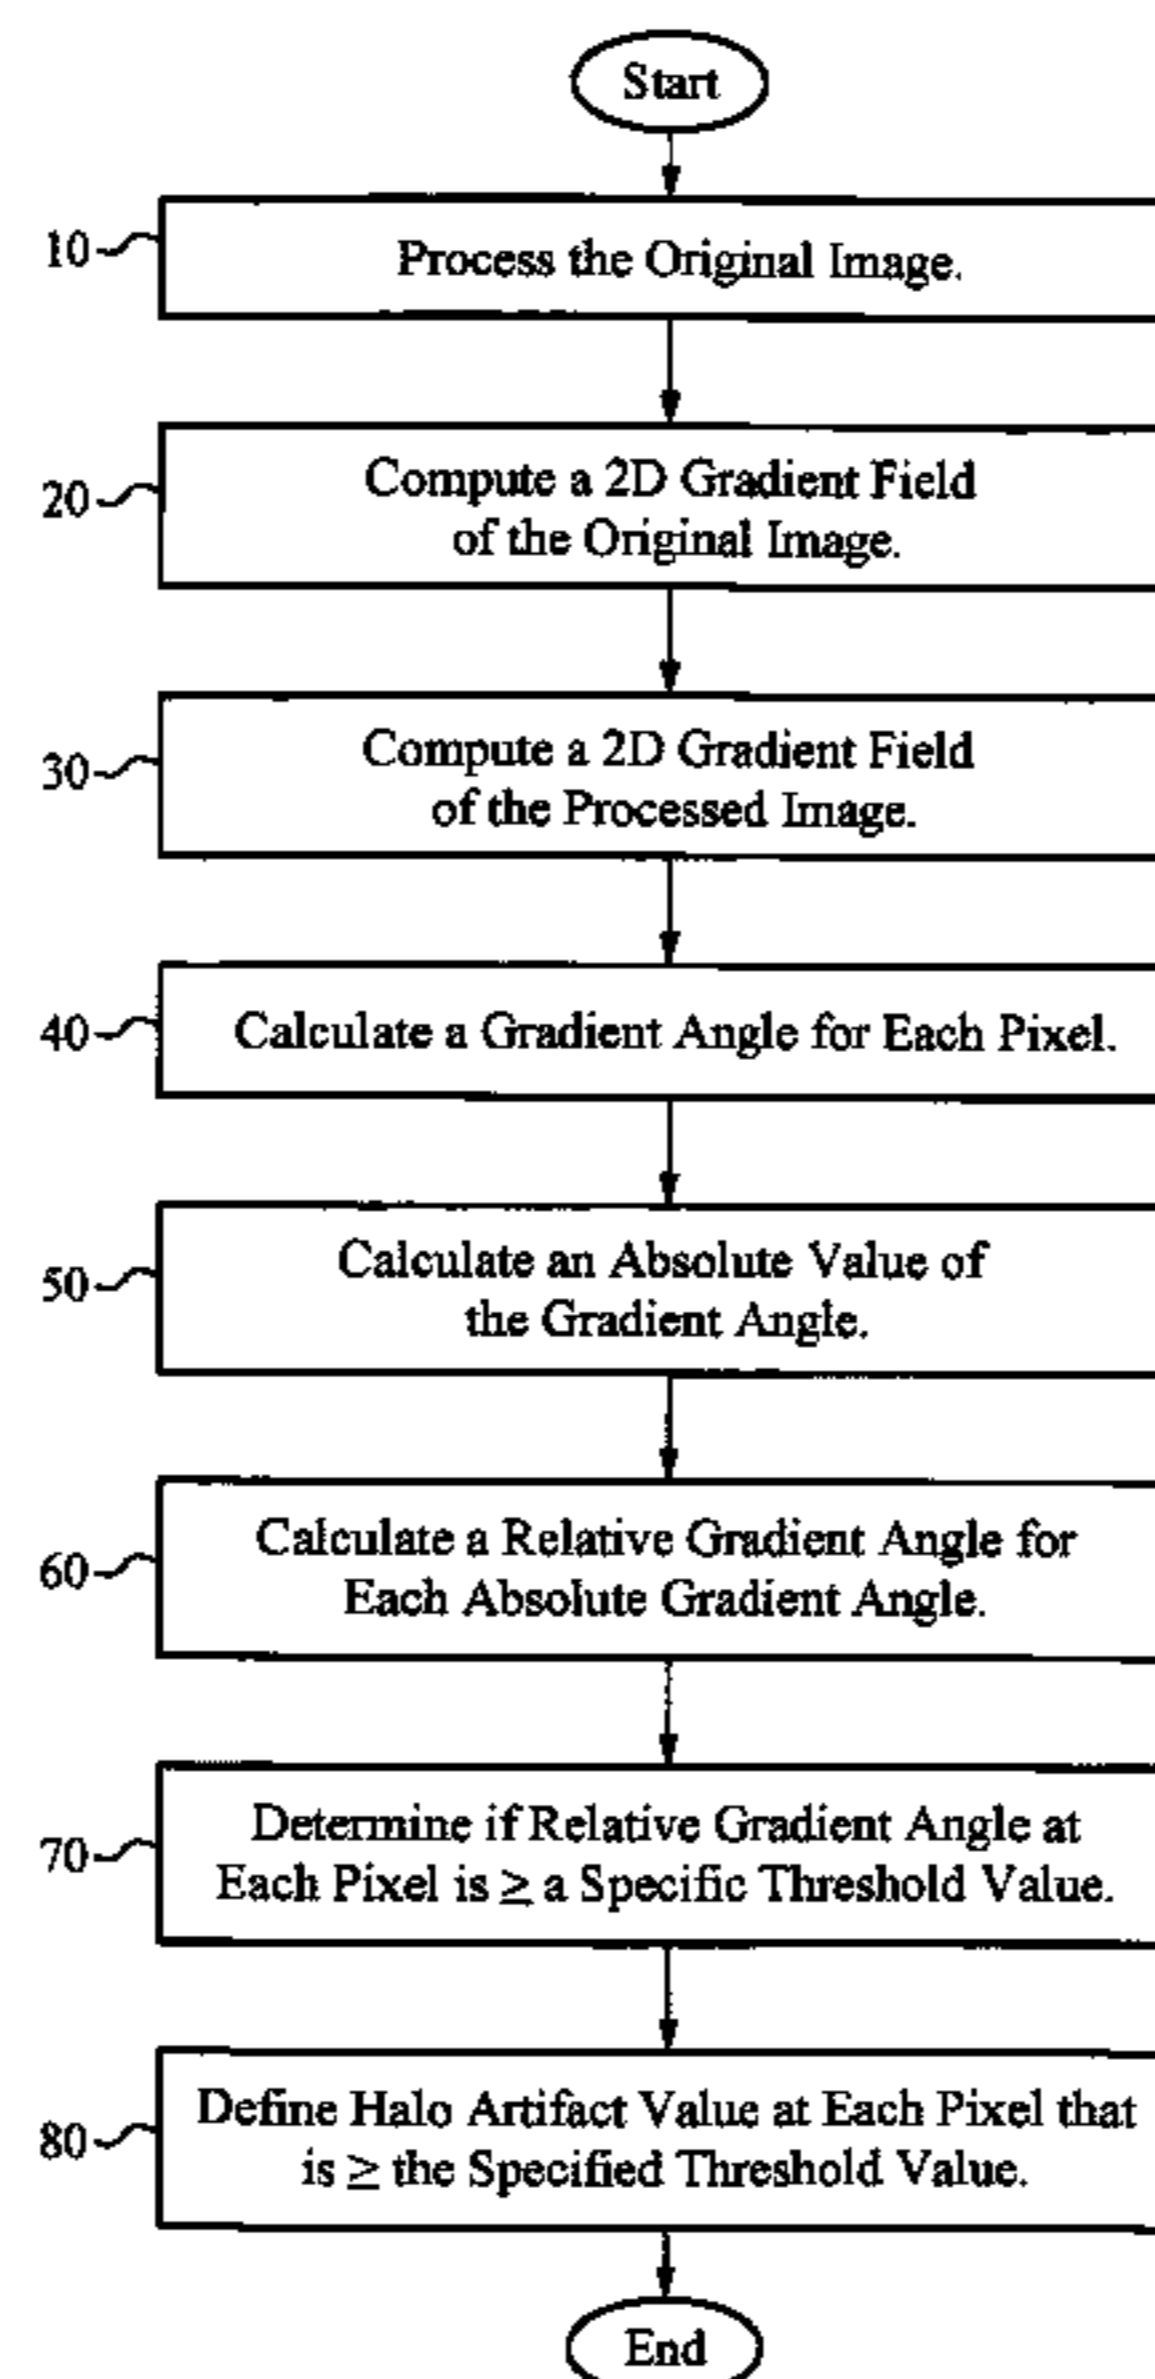 Start
10
Process the Original Image.
20
Compute a 2D Gradient Field
of the Original Image.
30
Compute a 2D Gradient Field
of the Processed Image.
40
Calculate a Gradient Angle for Each Pixel.
50
Calculate an Absolute Value of
the Gradient Angle.
60
Calculate a Relative Gradient Angle for
Each Absolute Gradient Angle.
70
Determine if Relative Gradient Angle at
Each Pixel is ≥ a Specific Threshold Value.
80
Define Halo Artifact Value at Each Pixel that
is ≥ the Specified Threshold Value.
End